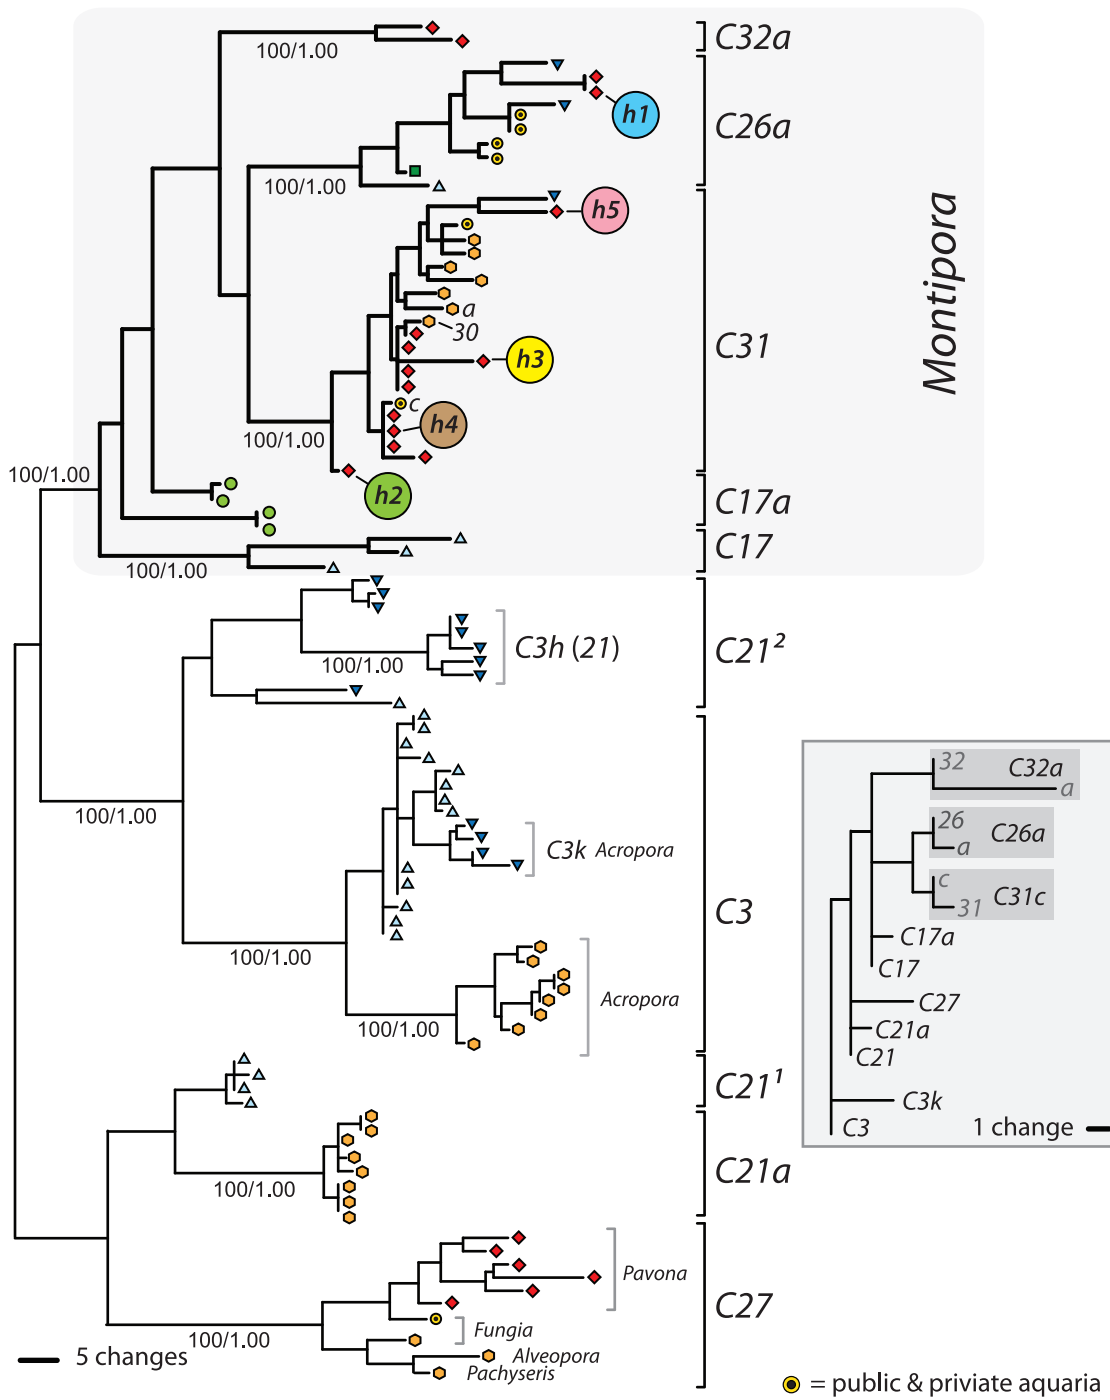 C32a
100/1.00
h1
C26a
100/1.00
h5
Montipora
a
30
C31
h3
c
h4
100/1.00
100/1.00
h2
C17a
C17
100/1.00
C3h (21)
C21²
100/1.00
100/1.00
C3k Acropora
C3
100/1.00
Acropora
100/1.00
C21¹
C21a
100/1.00
Pavona
C27
Fungia
100/1.00
Alveopora
Pachyseris
5 changes
32
C32a
a
26
C26a
a
c
C31c
31
C17a
C17
C27
C21a
C21
C3k
C3
1 change
= public & priviate aquaria